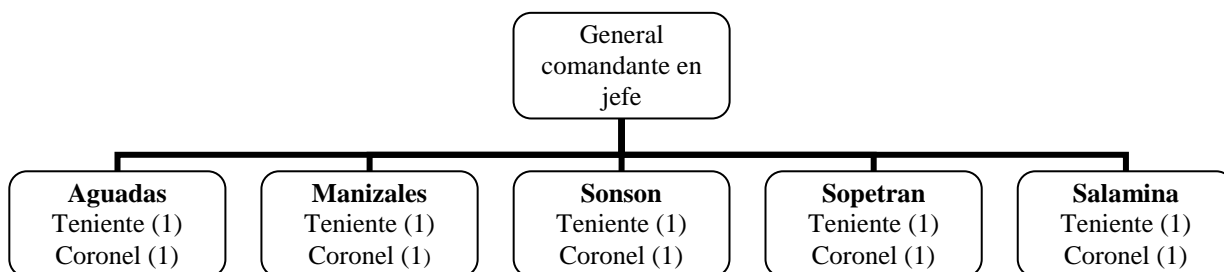 General
comandante en
jefe
Aguadas
Teniente (1)
Coronel (1)
Manizales
Teniente (1)
Coronel (1)
Sonson
Teniente (1)
Coronel (1)
Sopetran
Teniente (1)
Coronel (1)
Salamina
Teniente (1)
Coronel (1)